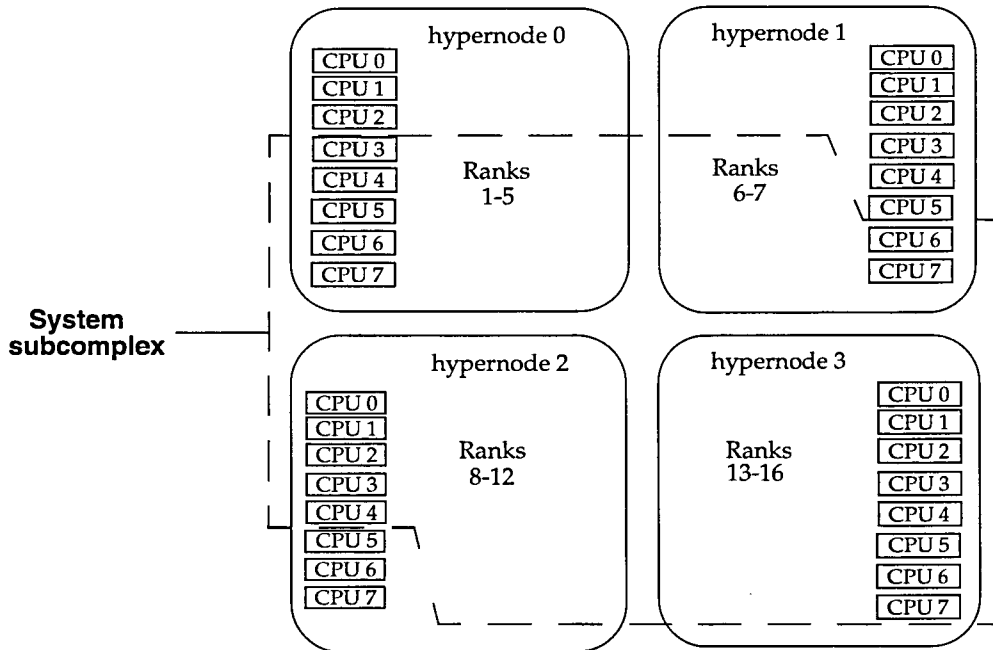 hypernode 0
CPU 0
CPU 1
CPU 2
CPU 3
CPU 4
CPU 5
CPU 6
CPU 7
Ranks
1-5
hypernode 1
CPU 0
CPU 1
CPU 2
CPU 3
CPU 4
CPU 5
CPU 6
CPU 7
Ranks
6-7
System
subcomplex
hypernode 2
CPU 0
CPU 1
CPU 2
CPU 3
CPU 4
CPU 5
CPU 6
CPU 7
Ranks
8-12
hypernode 3
CPU 0
CPU 1
CPU 2
CPU 3
CPU 4
CPU 5
CPU 6
CPU 7
Ranks
13-16